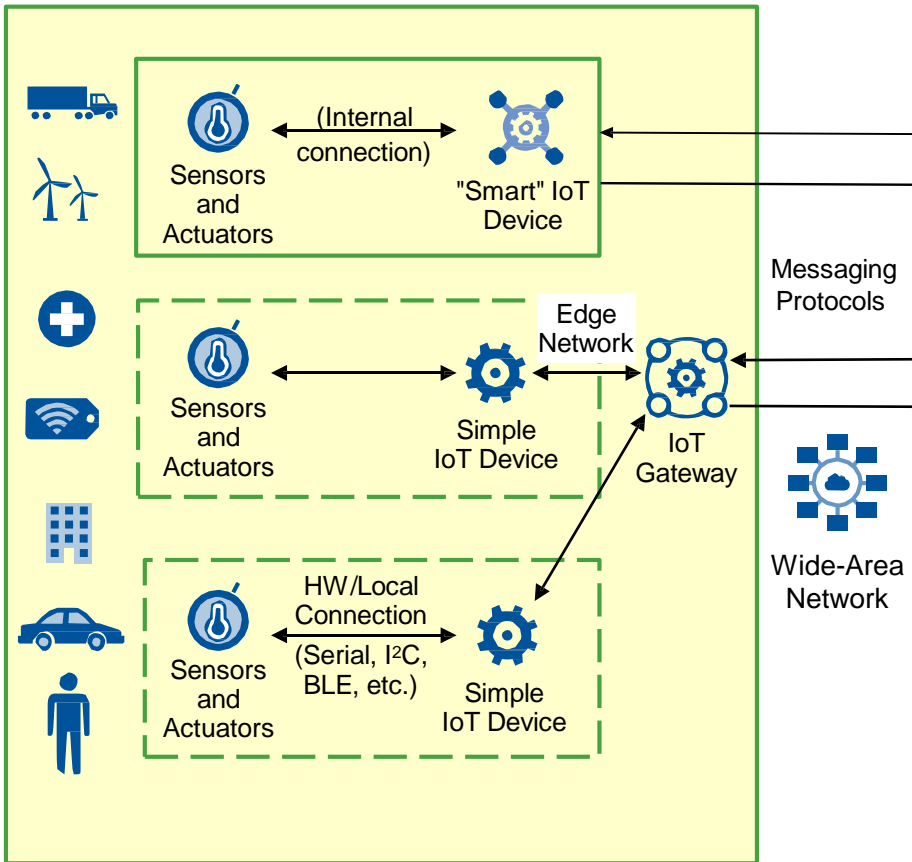 (Internal
connection)
Sensors
and
Actuators
"Smart" IoT
Device
Messaging
Protocols
Edge
Network
Sensors
and
Actuators
Simple
IoT Device
IoT
Gateway
Wide-Area
Network
HW/Local
Connection
(Serial, I²C,
BLE, etc.)
Sensors
and
Actuators
Simple
IoT Device